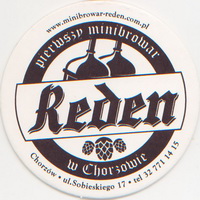 www.minibrowar-reden.com.pl
pierwszy minibrowar
Reden
w Chorzowie
Chorzów • ul.Sobieskiego 17 • tel 32 771 14 15